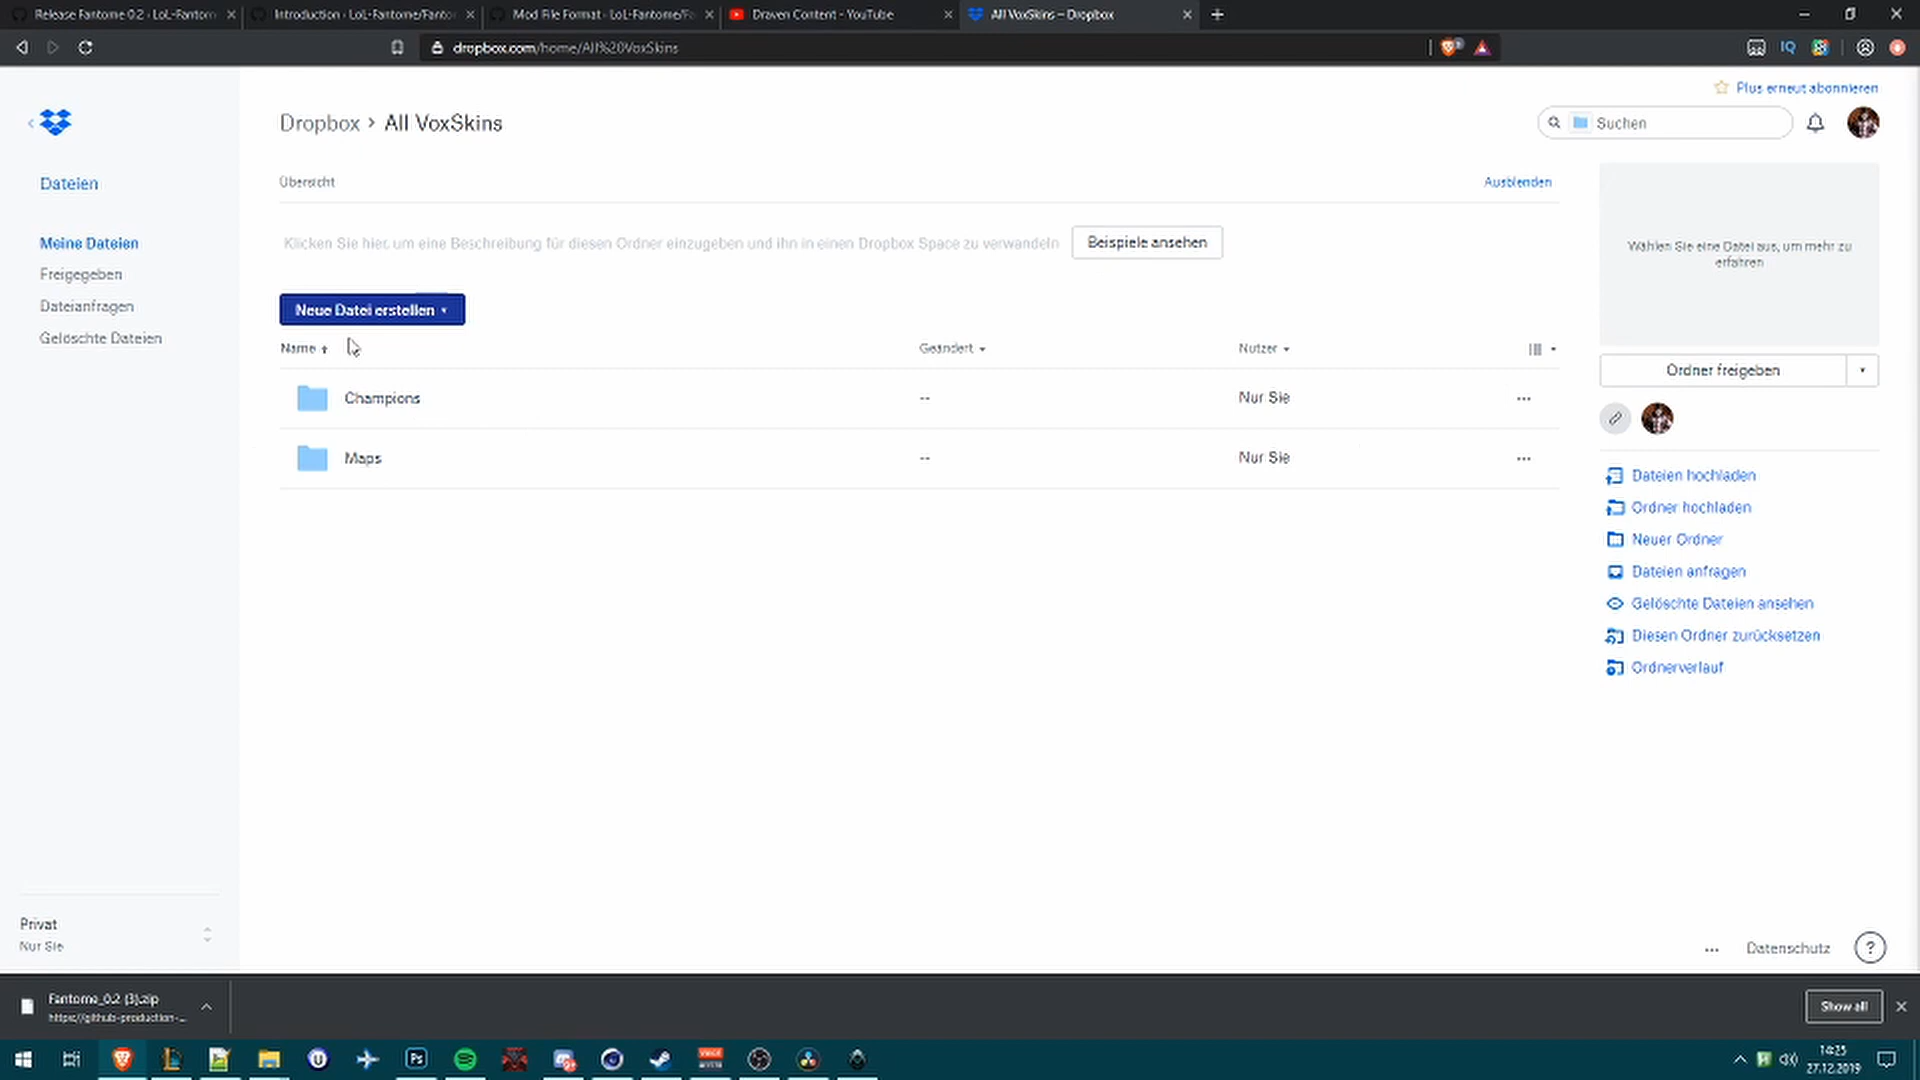 Release Fantome 0.2 · LoL-Fantom
Introduction · LoL-Fantome/Fanto
Mod File Format · LoL-Fantome/Fa
Draven Content - YouTube
All VoxSkins – Dropbox
dropbox.com/home/All%20VoxSkins
IQ
Plus erneut abonnieren
Dropbox › All VoxSkins
Suchen
Dateien
Übersicht
Ausblenden
Meine Dateien
Freigegeben
Dateianfragen
Gelöschte Dateien
Klicken Sie hier, um eine Beschreibung für diesen Ordner einzugeben und ihn in einen Dropbox Space zu verwandeln
Beispiele ansehen
Wählen Sie eine Datei aus, um mehr zu
erfahren
Neue Datei erstellen
Name
Geändert
Nutzer
Champions
--
Nur Sie
Maps
--
Nur Sie
Ordner freigeben
Dateien hochladen
Ordner hochladen
Neuer Ordner
Dateien anfragen
Gelöschte Dateien ansehen
Diesen Ordner zurücksetzen
Ordnerverlauf
Privat
Nur Sie
Datenschutz
?
Fantome_0.2 (3).zip
https://github-production-...
Show all
Ps
14:25
27.12.2019